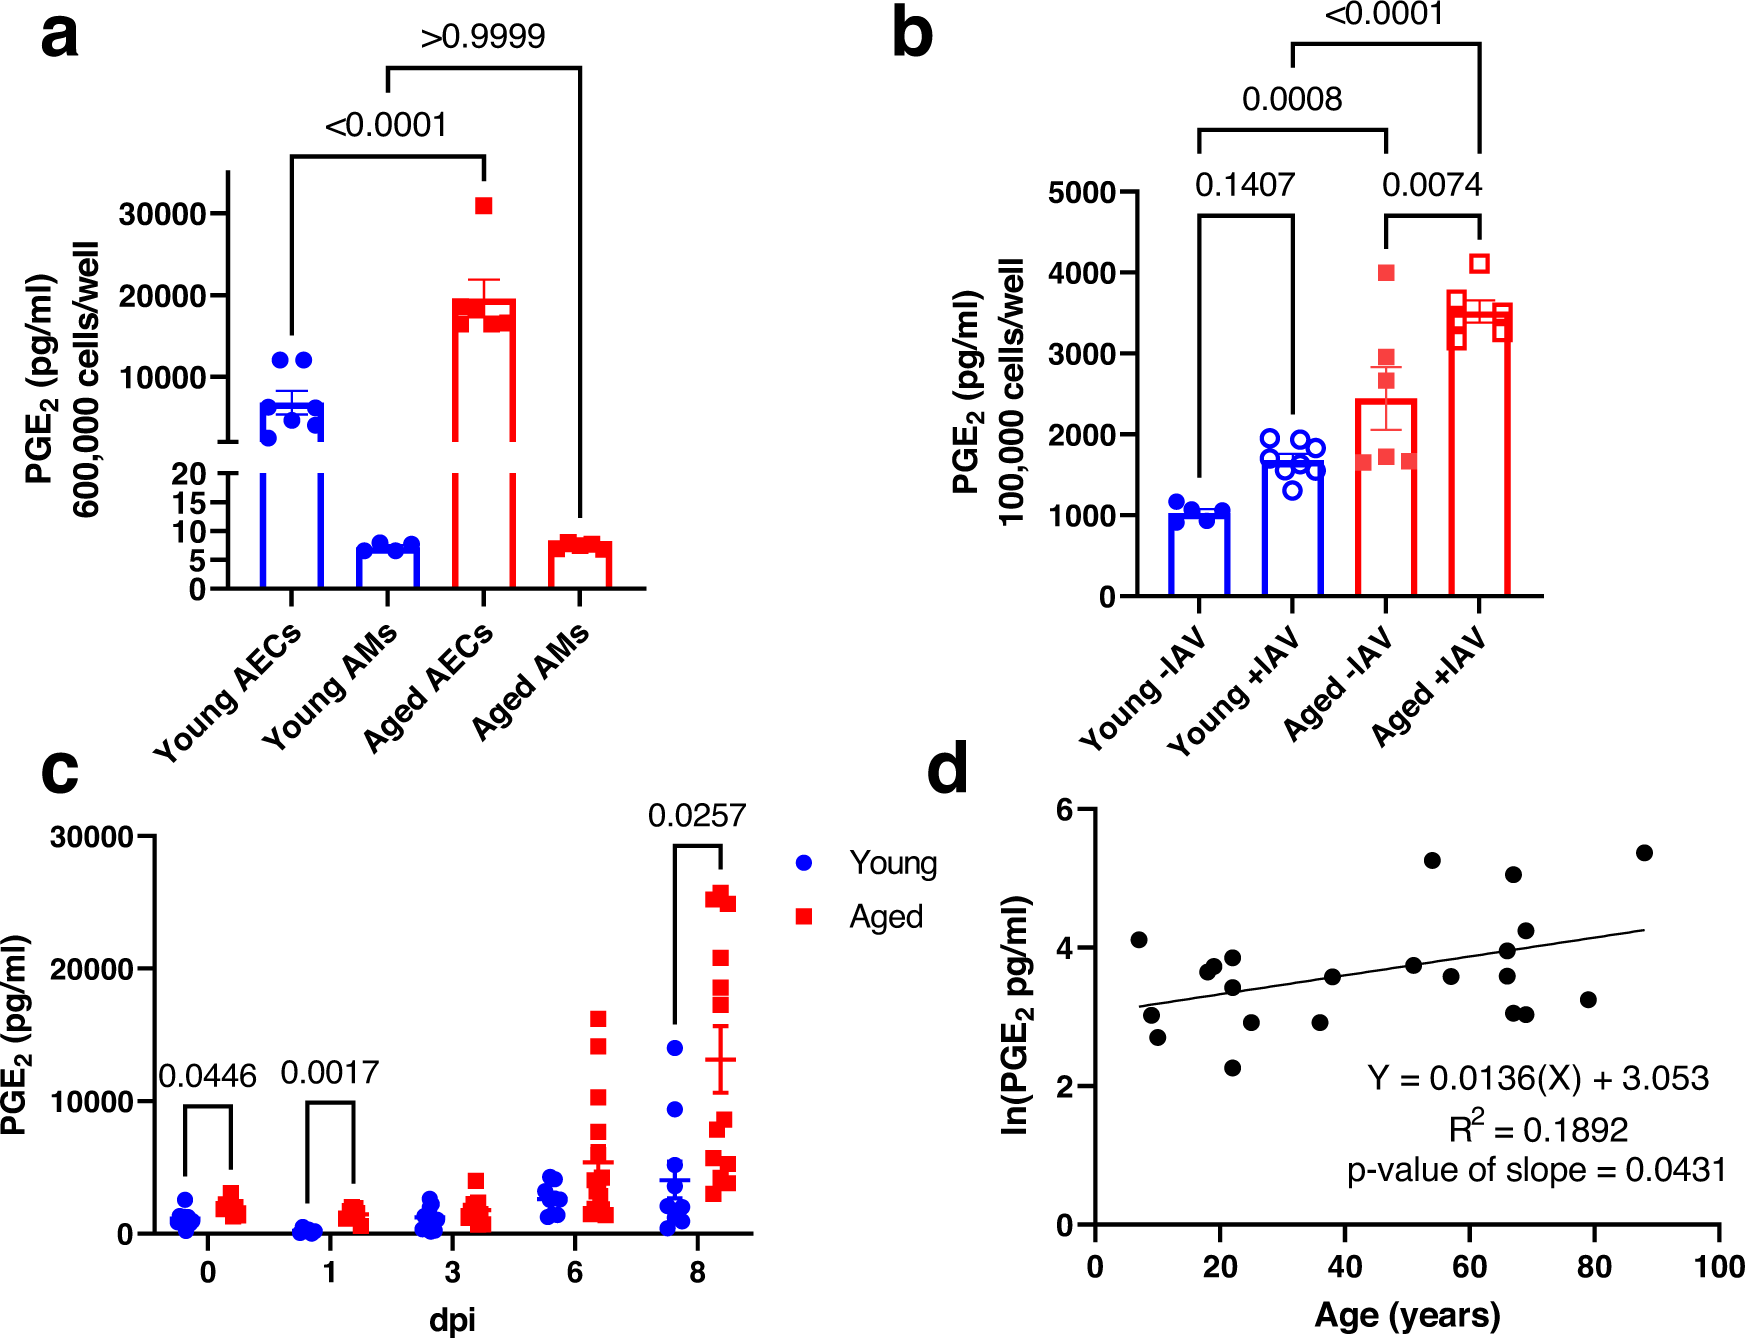 a
>0.9999
<0.0001
PGE2 (pg/ml)
600,000 cells/well
30000
20000
10000
20
15
10
5
0
Young AECs
Young AMs
Aged AECs
Aged AMs
b
<0.0001
0.0008
0.1407
0.0074
PGE2 (pg/ml)
100,000 cells/well
5000
4000
3000
2000
1000
0
Young -IAV
Young +IAV
Aged -IAV
Aged +IAV
c
0.0257
0.0446
0.0017
PGE2 (pg/ml)
30000
20000
10000
0
0
1
3
6
8
dpi
Young
Aged
d
ln(PGE2 pg/ml)
6
4
2
0
Y = 0.0136(X) + 3.053
R2 = 0.1892
p-value of slope = 0.0431
0
20
40
60
80
100
Age (years)